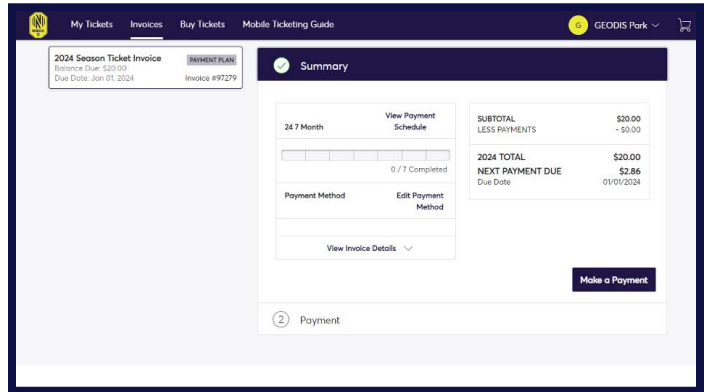 My Tickets Invoices Buy Tickets Mobile Ticketing Guide G GEODIS Park
2024 Season Ticket Invoice PAYMENT PLAN
Balance Due: $20.00
Due Date: Jan 01, 2024 Invoice #97279
Summary
24 7 Month View Payment Schedule
0 / 7 Completed
Payment Method Edit Payment Method
View Invoice Details
SUBTOTAL $20.00
LESS PAYMENTS - $0.00
2024 TOTAL $20.00
NEXT PAYMENT DUE $2.86
Due Date 01/01/2024
Make a Payment
2 Payment